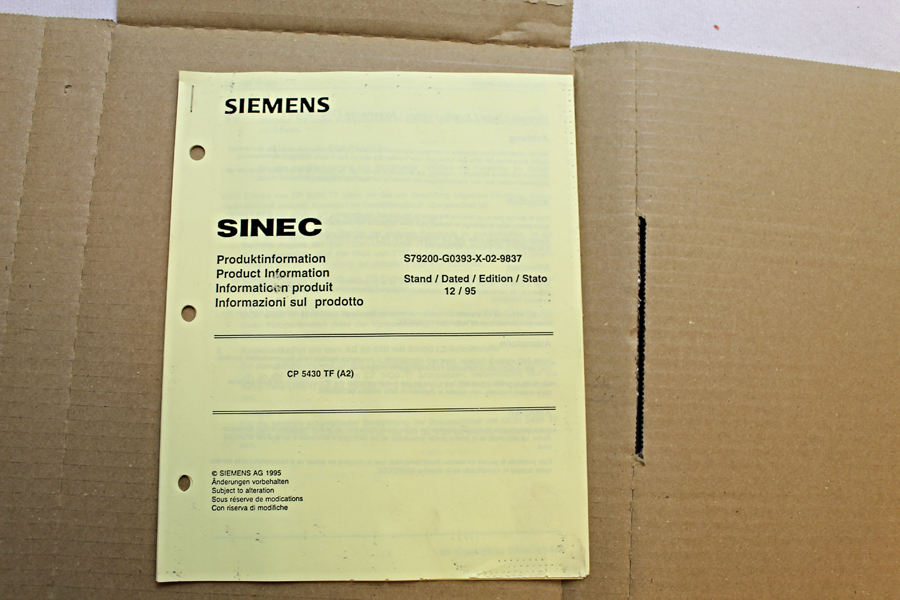 SIEMENS
SINEC
Produktinformation
Product Information
Information produit
Informazioni sul prodotto
S79200-G0393-X-02-9837
Stand / Dated / Edition / Stato
12 / 95
CP 5430 TF (A2)
© SIEMENS AG 1995
Änderungen vorbehalten
Subject to alteration
Sous réserve de modications
Con riserva di modifiche